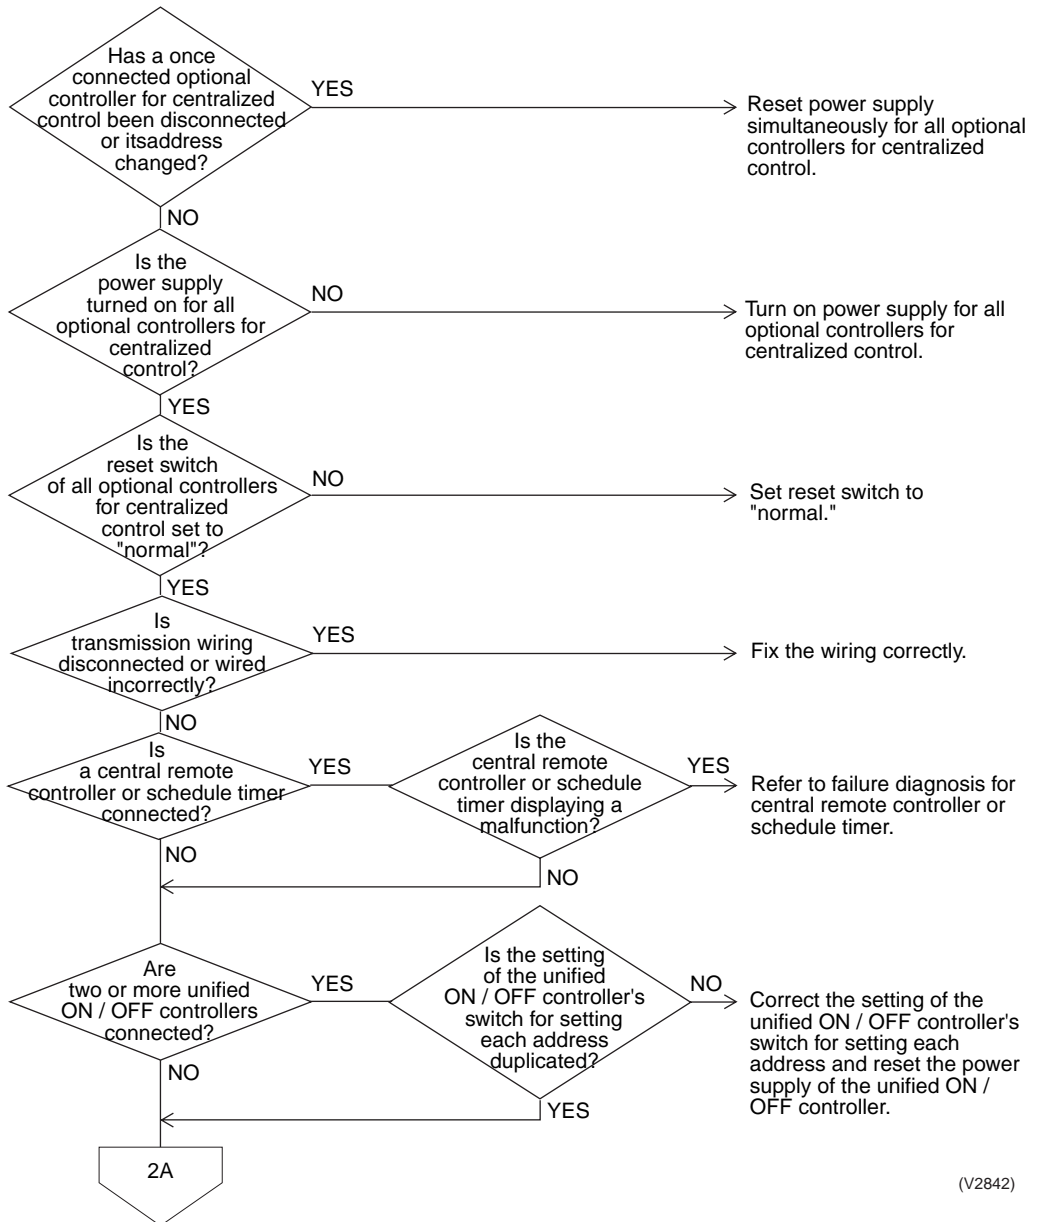 Has a once
connected optional
controller for centralized
control been disconnected
or itsaddress
changed?
YES
Reset power supply
simultaneously for all optional
controllers for centralized
control.
NO
Is the
power supply
turned on for all
optional controllers for
centralized
control?
NO
Turn on power supply for all
optional controllers for
centralized control.
YES
Is the
reset switch
of all optional controllers
for centralized
control set to
"normal"?
NO
Set reset switch to
"normal."
YES
Is
transmission wiring
disconnected or wired
incorrectly?
YES
Fix the wiring correctly.
NO
Is
a central remote
controller or schedule timer
connected?
YES
Is the
central remote
controller or schedule
timer displaying a
malfunction?
YES
Refer to failure diagnosis for
central remote controller or
schedule timer.
NO
NO
Are
two or more unified
ON / OFF controllers
connected?
YES
Is the setting
of the unified
ON / OFF controller's
switch for setting
each address
duplicated?
NO
Correct the setting of the
unified ON / OFF controller's
switch for setting each
address and reset the power
supply of the unified ON /
OFF controller.
NO
YES
2A
(V2842)